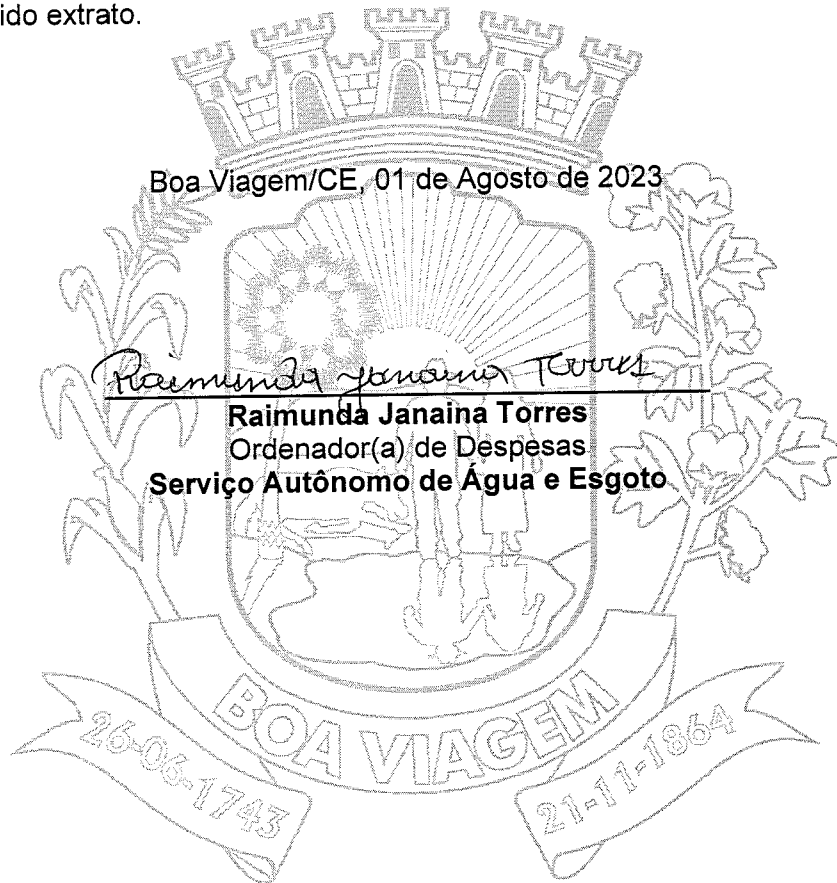 ido extrato.
Boa Viagem/CE, 01 de Agosto de 2023
Raimunda Janaina Torres
Raimunda Janaina Torres
Ordenador(a) de Despesas
Serviço Autônomo de Água e Esgoto
BOA VIAGEM
26-06-1743
21-11-1864